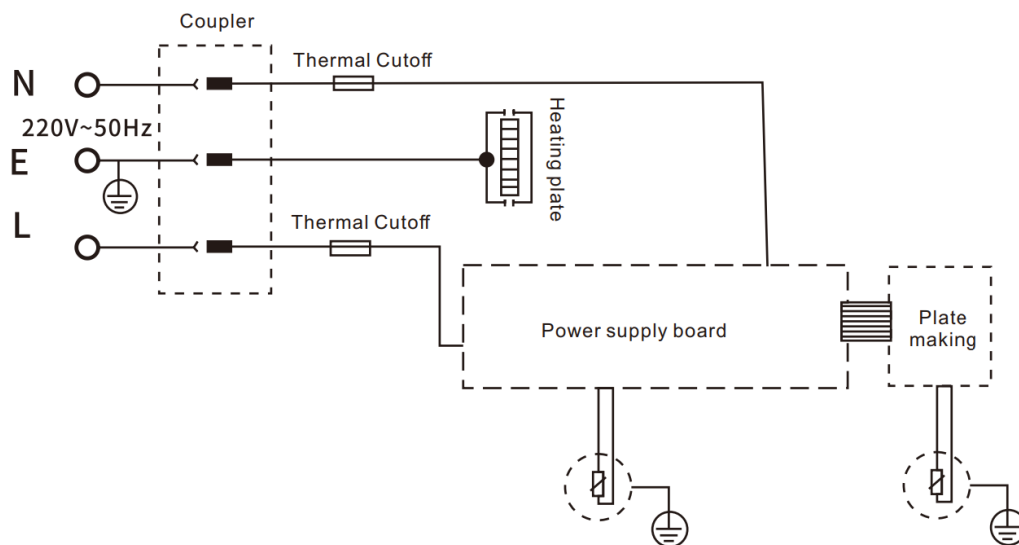 Coupler
Thermal Cutoff
N
220V~50Hz
E
Heating plate
L
Thermal Cutoff
Power supply board
Plate
making